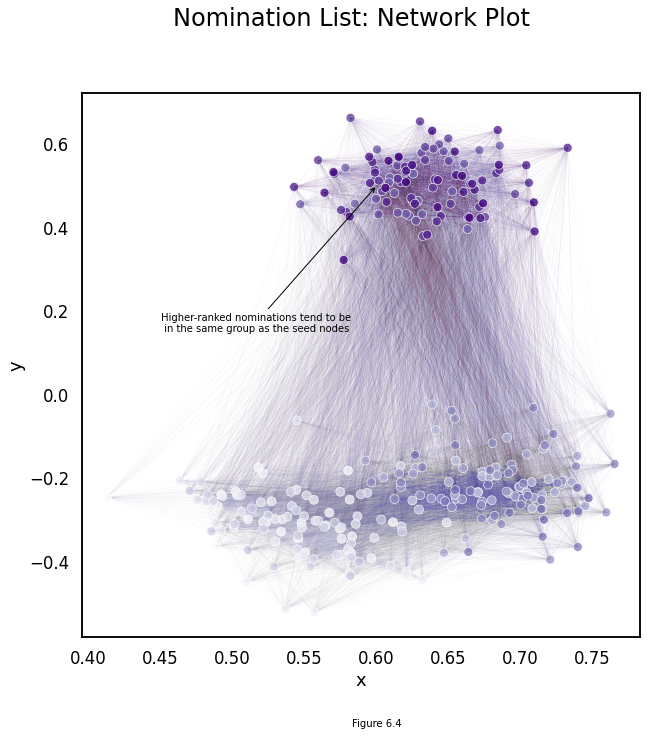 Nomination List: Network Plot
0.6
0.4
0.2
0.0
−0.2
−0.4
y
Higher-ranked nominations tend to be
in the same group as the seed nodes
0.40 0.45 0.50 0.55 0.60 0.65 0.70 0.75
x
Figure 6.4